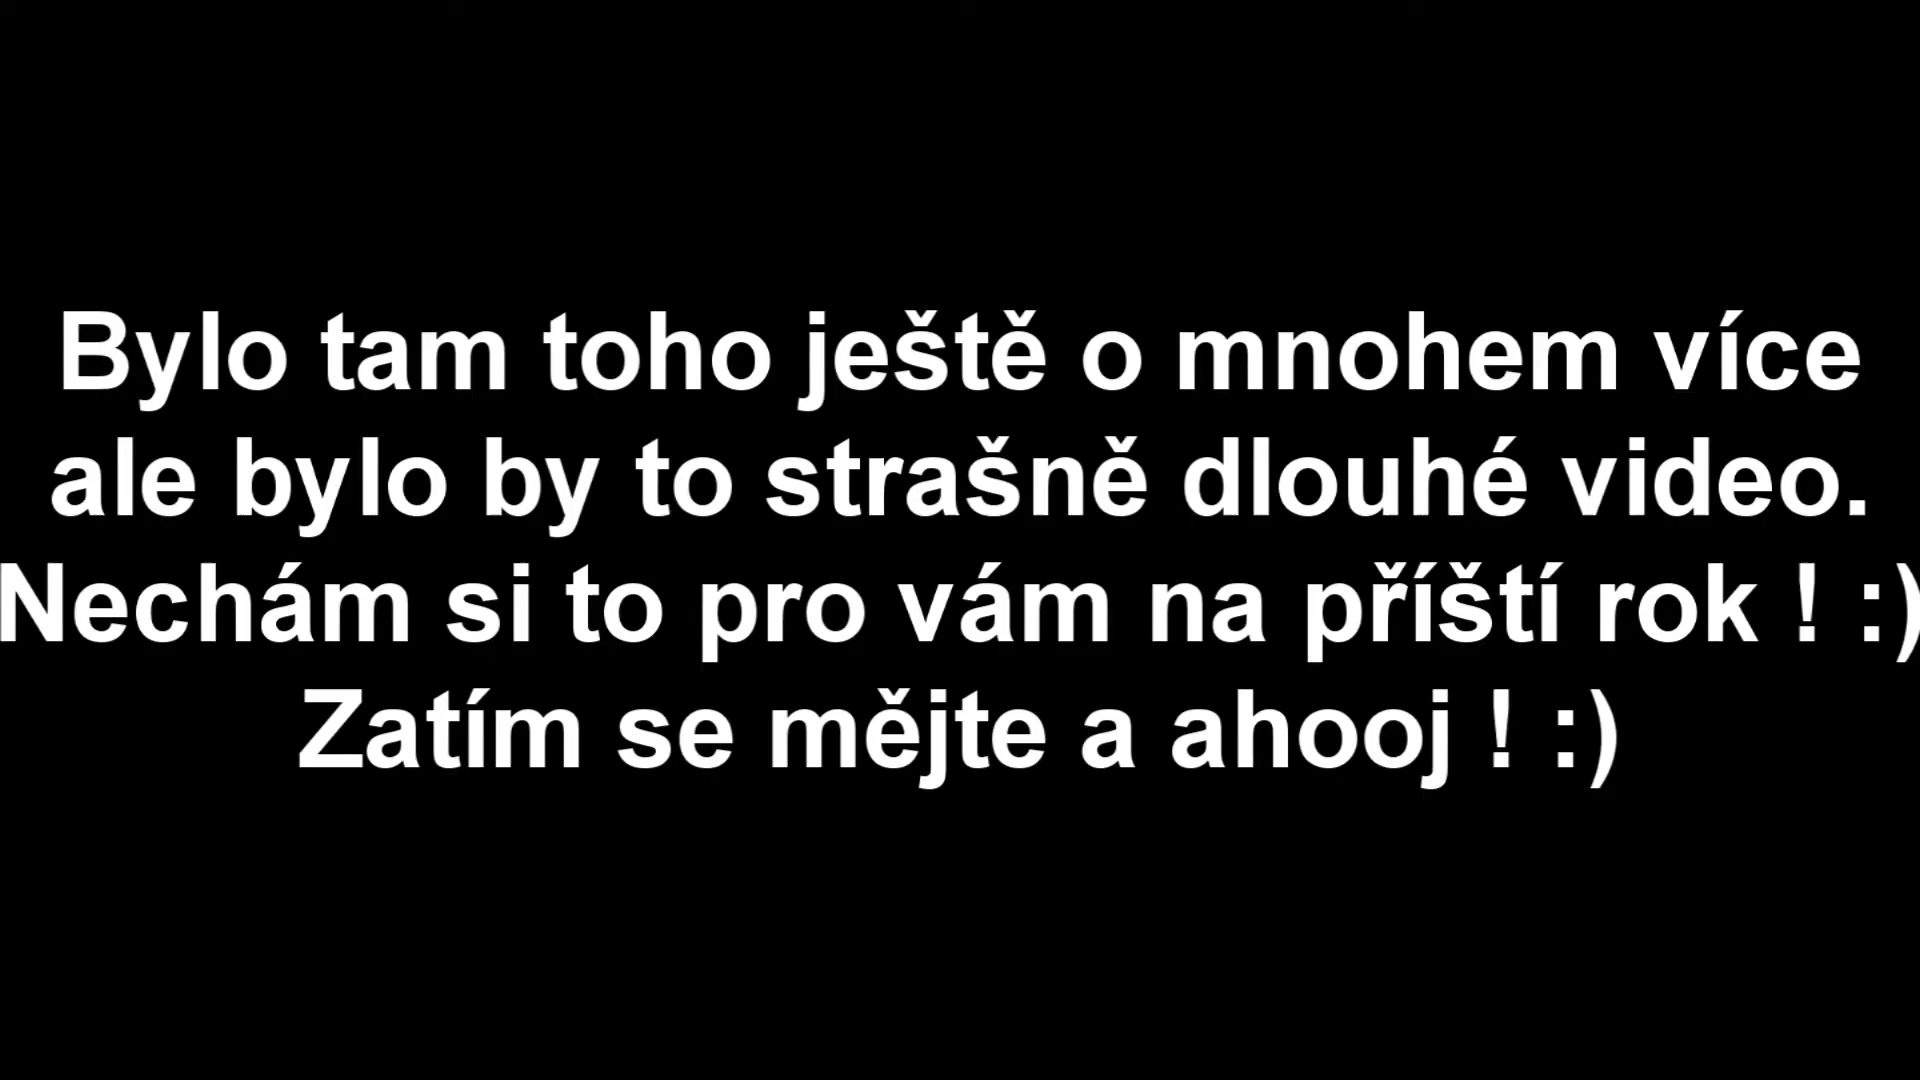 Bylo tam toho ještě o mnohem více
ale bylo by to strašně dlouhé video.
Nechám si to pro vám na příští rok ! :)
Zatím se mějte a ahooj ! :)